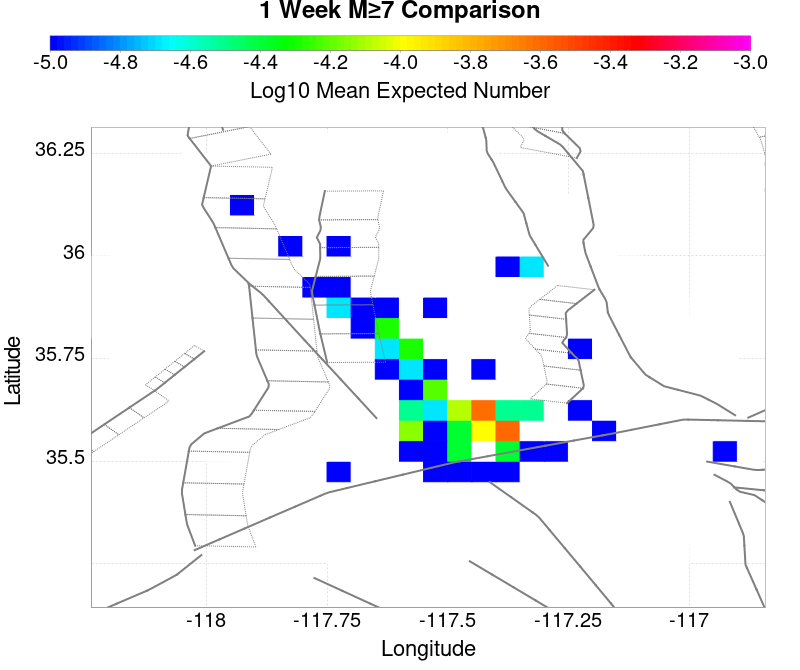 1 Week M≥7 Comparison
-5.0 -4.8 -4.6 -4.4 -4.2 -4.0 -3.8 -3.6 -3.4 -3.2 -3.0
Log10 Mean Expected Number
36.25
36
35.75
35.5
Latitude
-118 -117.75 -117.5 -117.25 -117
Longitude